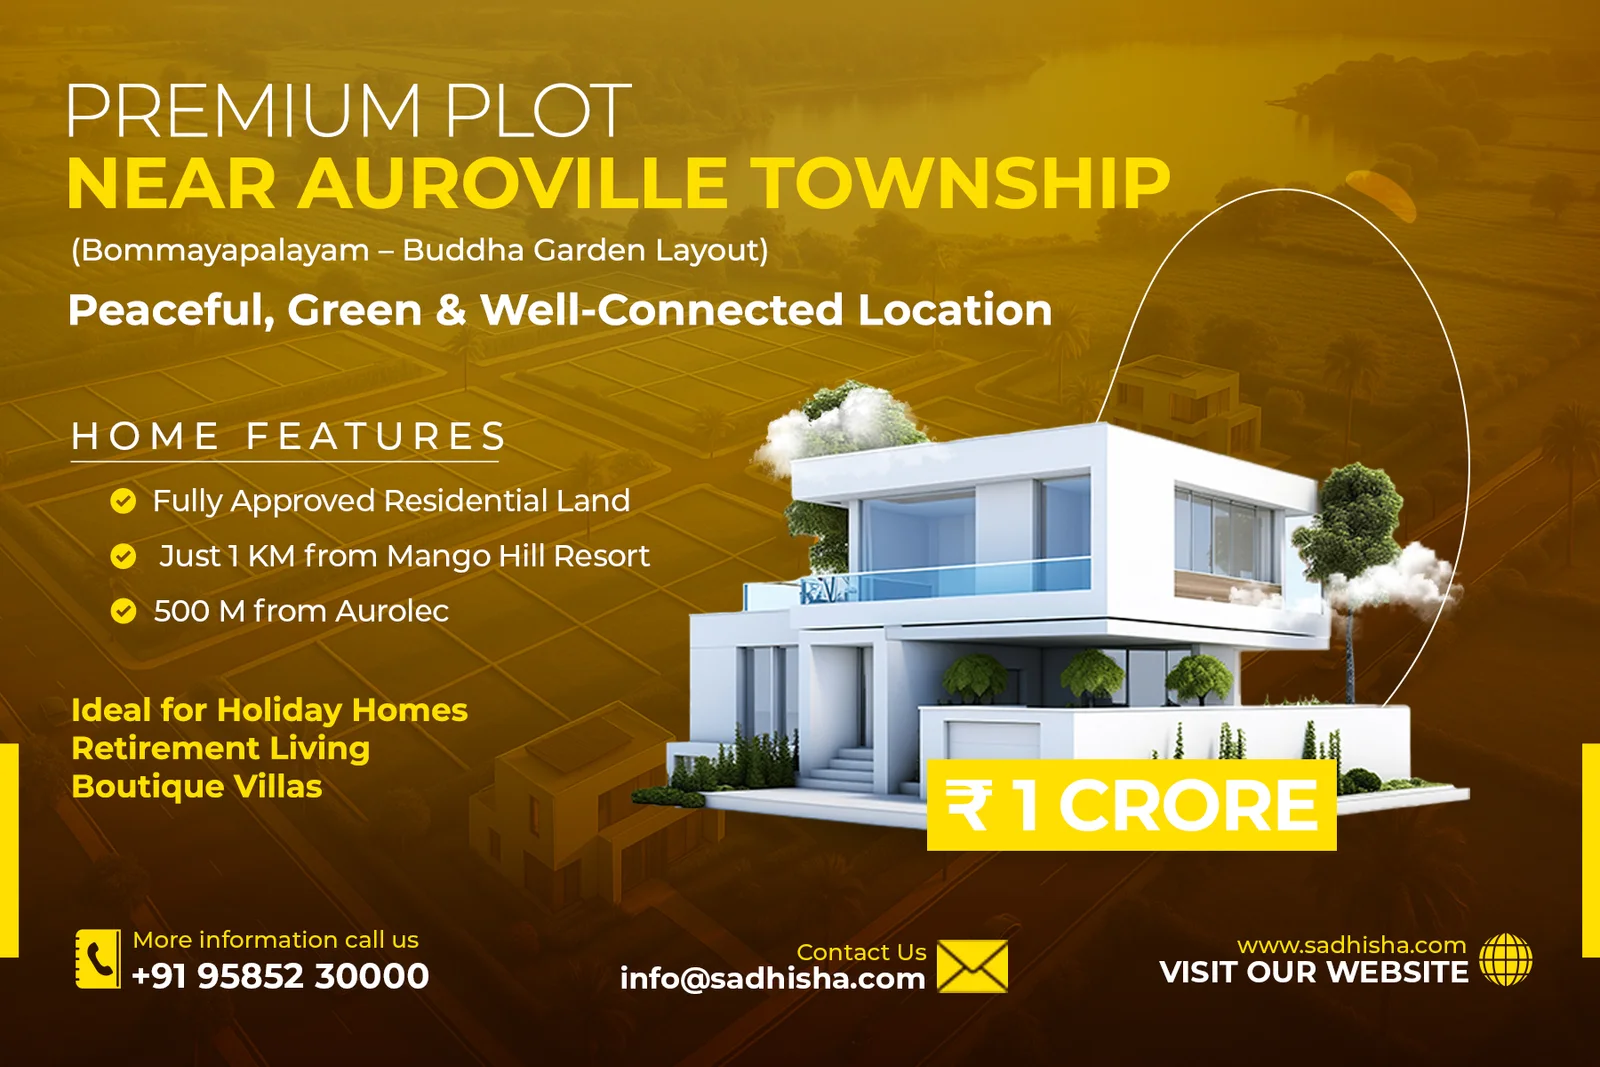 PREMIUM PLOT
NEAR AUROVILLE TOWNSHIP
(Bommayapalayam – Buddha Garden Layout)
Peaceful, Green & Well-Connected Location
HOME FEATURES
Fully Approved Residential Land
Just 1 KM from Mango Hill Resort
500 M from Aurolec
Ideal for Holiday Homes
Retirement Living
Boutique Villas
₹ 1 CRORE
More information call us
+91 95852 30000
Contact Us
info@sadhisha.com
www.sadhisha.com
VISIT OUR WEBSITE